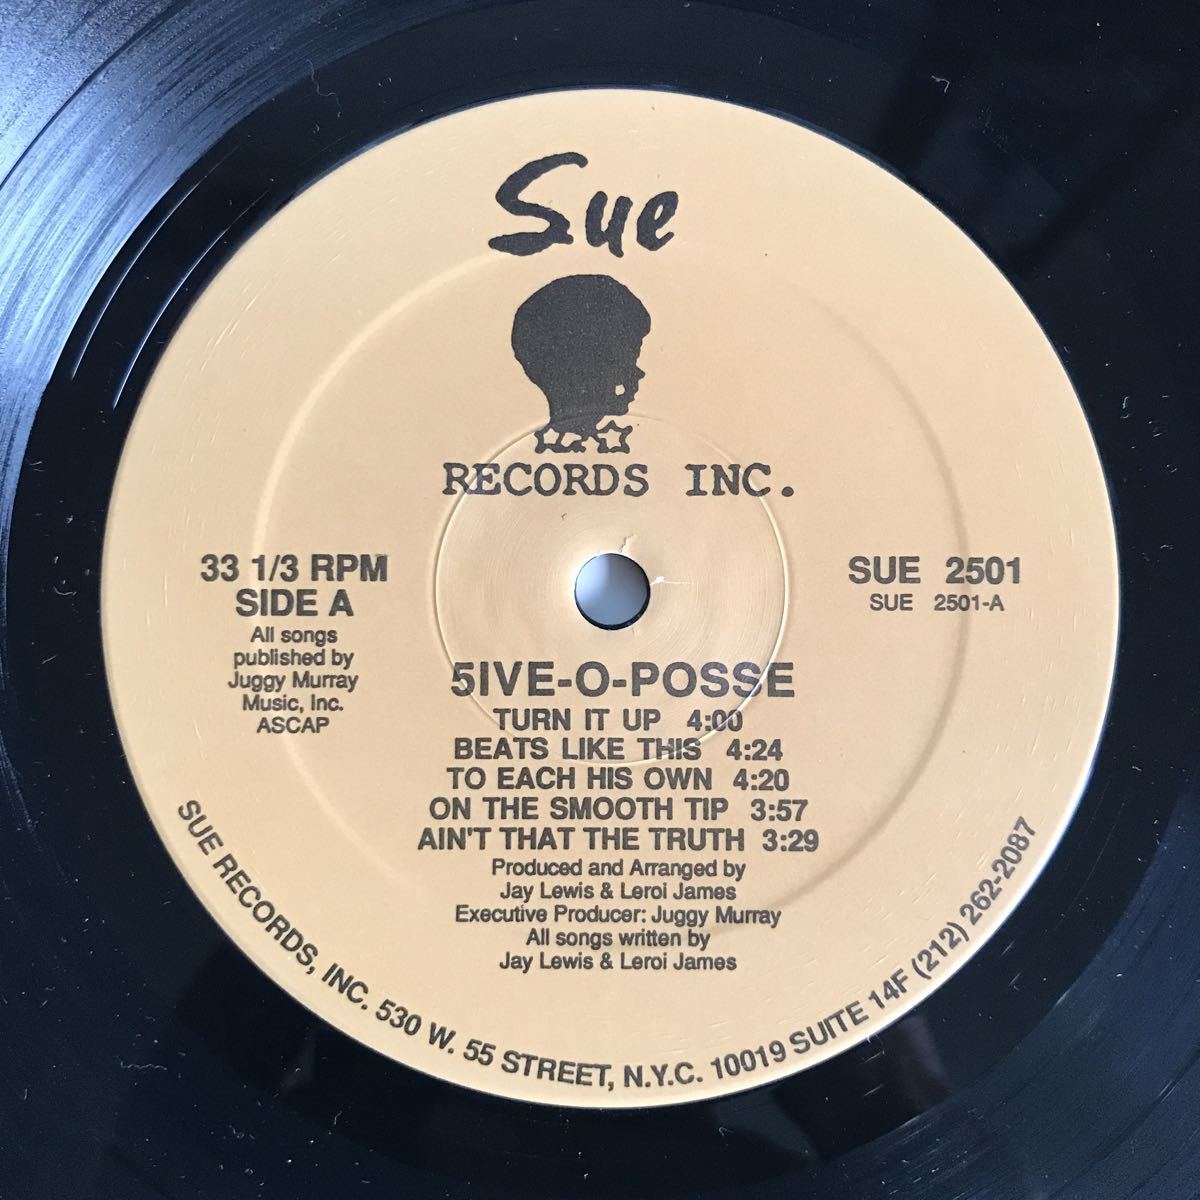 Sue
RECORDS INC.
33 1/3 RPM
SIDE A
All songs
published by
Juggy Murray
Music, Inc.
ASCAP
SUE 2501
SUE 2501-A
5IVE-O-POSSE
TURN IT UP 4:00
BEATS LIKE THIS 4:24
TO EACH HIS OWN 4:20
ON THE SMOOTH TIP 3:57
AIN'T THAT THE TRUTH 3:29
Produced and Arranged by
Jay Lewis & Leroi James
Executive Producer: Juggy Murray
All songs written by
Jay Lewis & Leroi James
SUE RECORDS, INC. 530 W. 55 STREET, N.Y.C. 10019 SUITE 14F (212) 262-2087